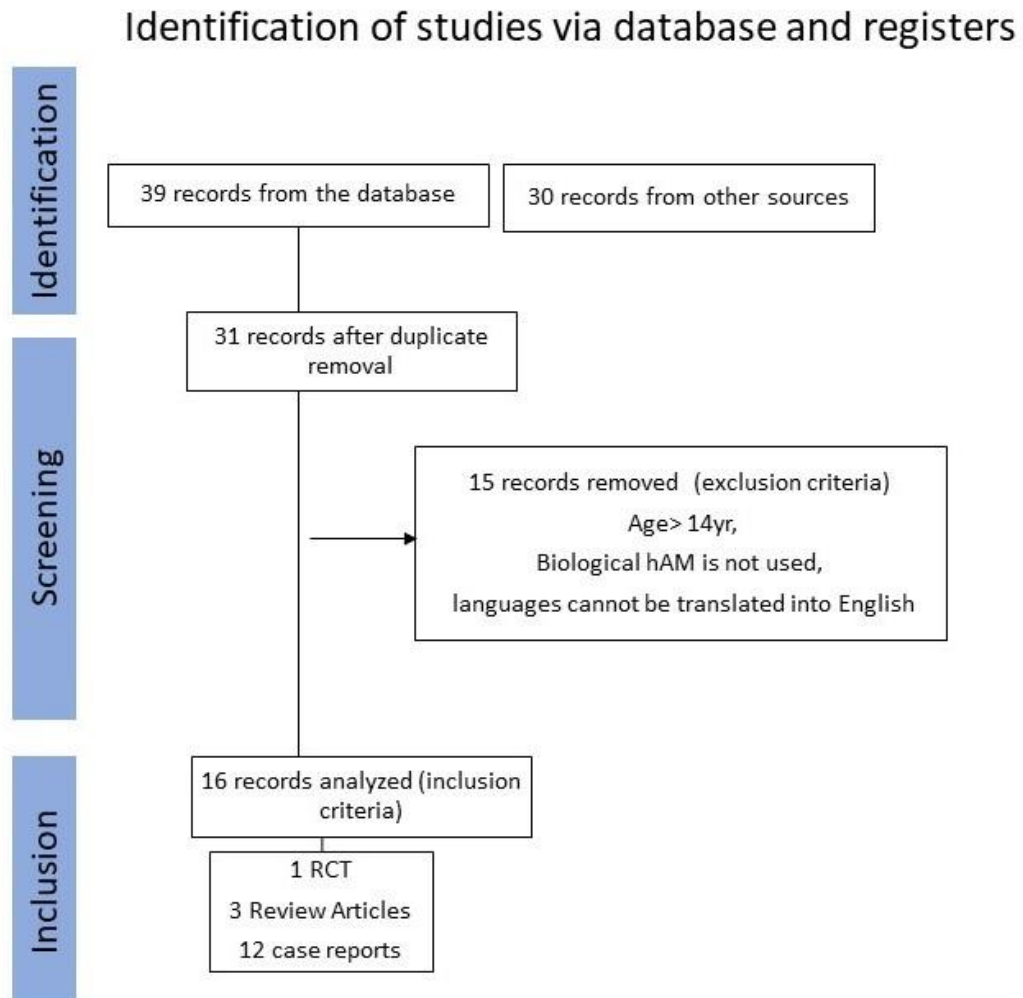 Identification of studies via database and registers
Identification
39 records from the database
30 records from other sources
31 records after duplicate
removal
Screening
15 records removed (exclusion criteria)
Age> 14yr,
Biological hAM is not used,
languages cannot be translated into English
Inclusion
16 records analyzed (inclusion
criteria)
1 RCT
3 Review Articles
12 case reports